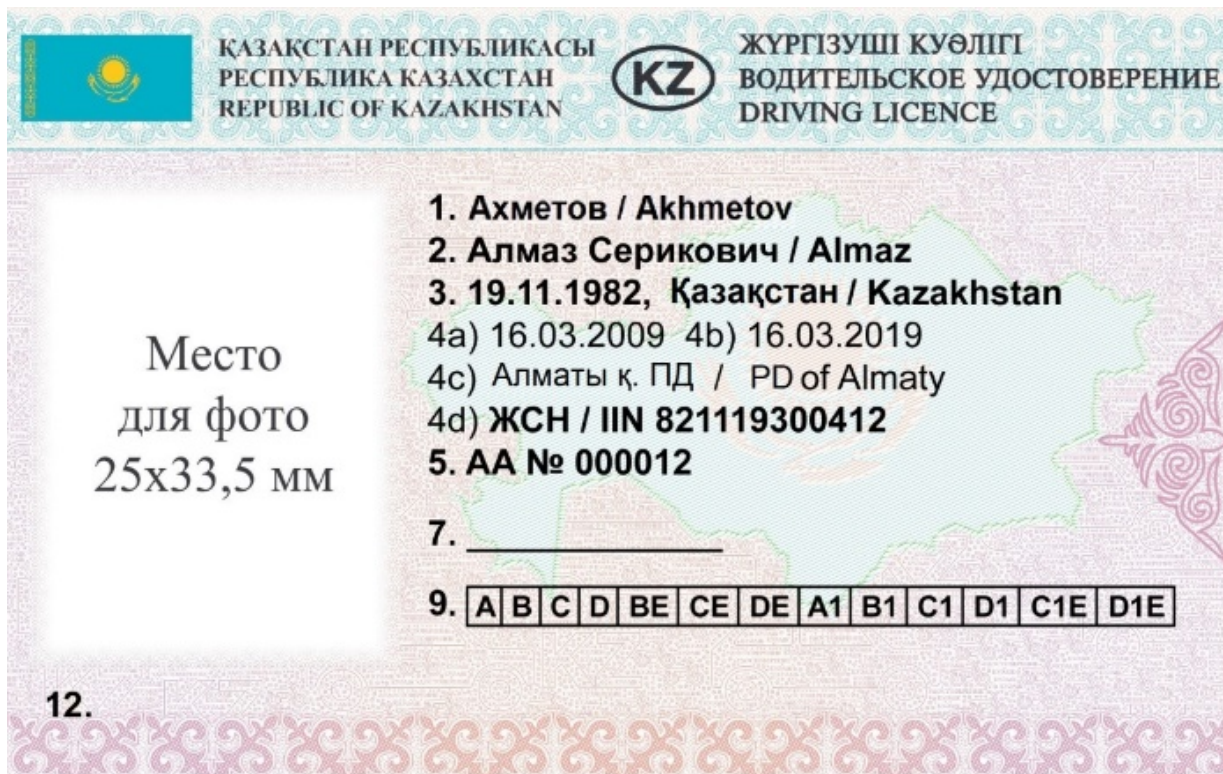 ҚАЗАҚСТАН РЕСПУБЛИКАСЫ
РЕСПУБЛИКА КАЗАХСТАН
REPUBLIC OF KAZAKHSTAN
KZ
ЖҮРГІЗУШІ КУӘЛІГІ
ВОДИТЕЛЬСКОЕ УДОСТОВЕРЕНИЕ
DRIVING LICENCE
Место
для фото
25х33,5 мм
1. Ахметов / Akhmetov
2. Алмаз Серикович / Almaz
3. 19.11.1982, Қазақстан / Kazakhstan
4a) 16.03.2009 4b) 16.03.2019
4c) Алматы қ. ПД / PD of Almaty
4d) ЖСН / IIN 821119300412
5. AA № 000012
7.
9. A B C D BE CE DE A1 B1 C1 D1 C1E D1E
12.